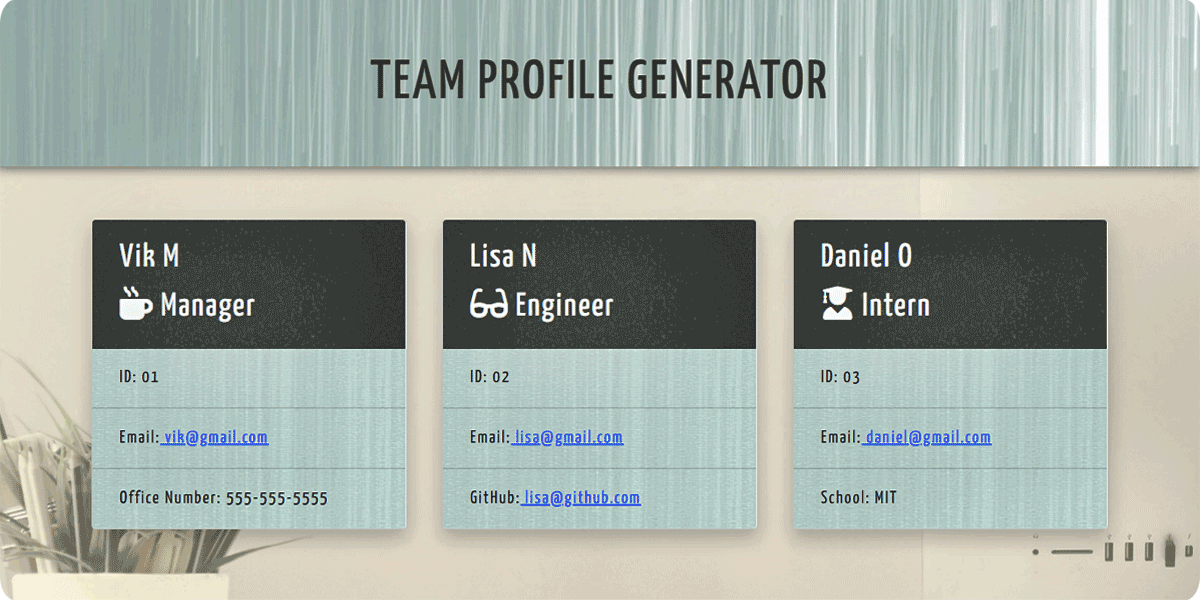 TEAM PROFILE GENERATOR
Vik M
Manager
ID: 01
Email: vik@gmail.com
Office Number: 555-555-5555
Lisa N
Engineer
ID: 02
Email: lisa@gmail.com
GitHub: lisa@github.com
Daniel O
Intern
ID: 03
Email: daniel@gmail.com
School: MIT